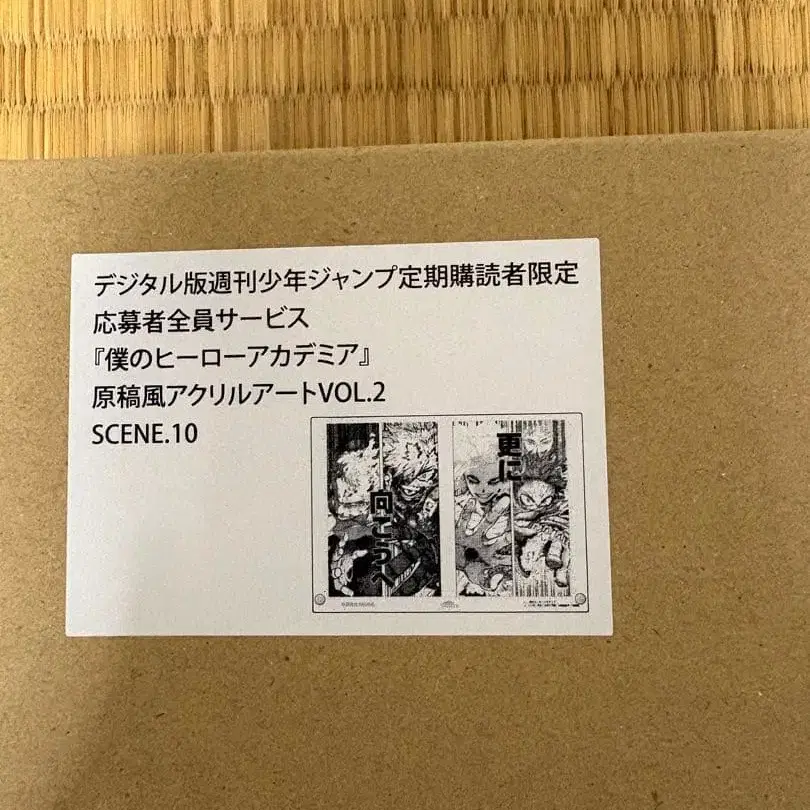 デジタル版週刊少年ジャンプ定期購読者限定
応募者全員サービス
『僕のヒーローアカデミア』
原稿風アクリルアートVOL.2
SCENE.10
更に
向こうへ